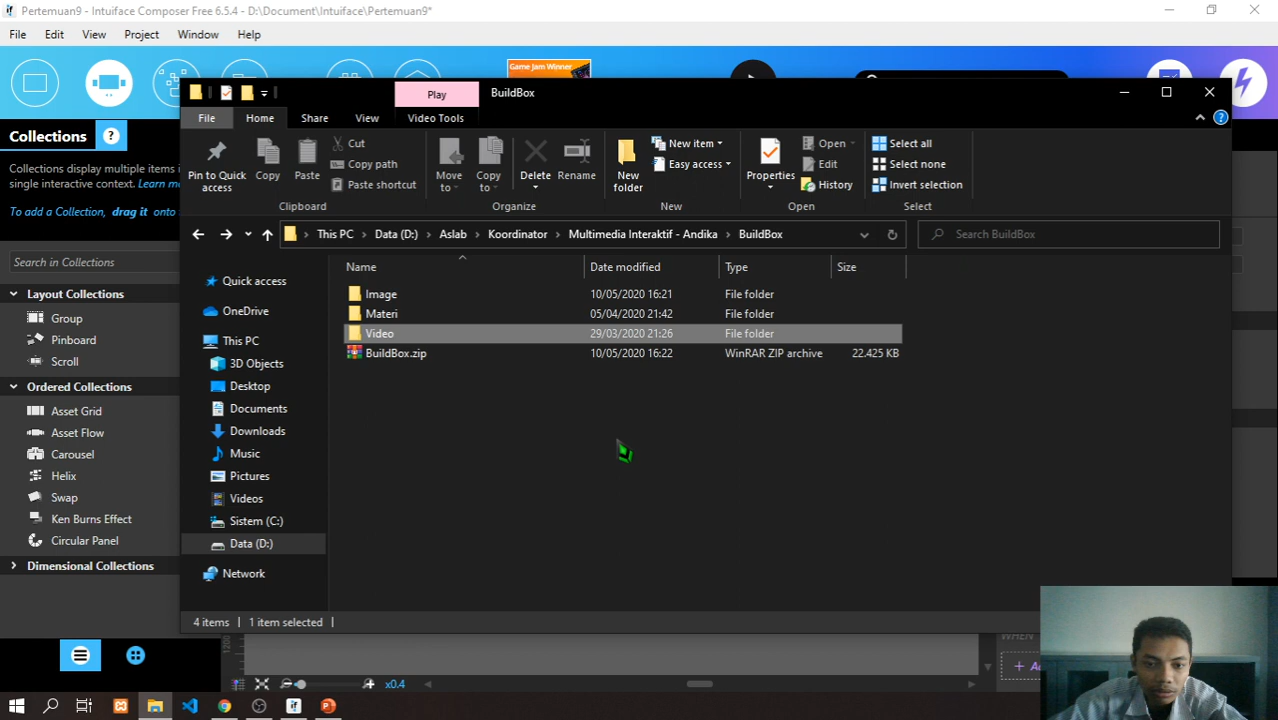 Pertemuan9 - Intuiface Composer Free 6.5.4 - D:\Document\Intuiface\Pertemuan9*
File Edit View Project Window Help
Game Jam Winner
Play BuildBox
File Home Share View Video Tools
Collections ?
Collections display multiple items i
single interactive context. Learn m
To add a Collection, drag it onto
Search in Collections
Layout Collections
Group
Pinboard
Scroll
Ordered Collections
Asset Grid
Asset Flow
Carousel
Helix
Swap
Ken Burns Effect
Circular Panel
Dimensional Collections
Pin to Quick access
Copy
Paste
Cut
Copy path
Paste shortcut
Clipboard
Move to
Copy to
Delete
Rename
Organize
New folder
New item
Easy access
New
Properties
Open
Edit
History
Open
Select all
Select none
Invert selection
Select
This PC > Data (D:) > Aslab > Koordinator > Multimedia Interaktif - Andika > BuildBox
Search BuildBox
Quick access
OneDrive
This PC
3D Objects
Desktop
Documents
Downloads
Music
Pictures
Videos
Sistem (C:)
Data (D:)
Network
Name Date modified Type Size
Image 10/05/2020 16:21 File folder
Materi 05/04/2020 21:42 File folder
Video 29/03/2020 21:26 File folder
BuildBox.zip 10/05/2020 16:22 WinRAR ZIP archive 22.425 KB
4 items 1 item selected
1200
x0.4
WHEN
+ A